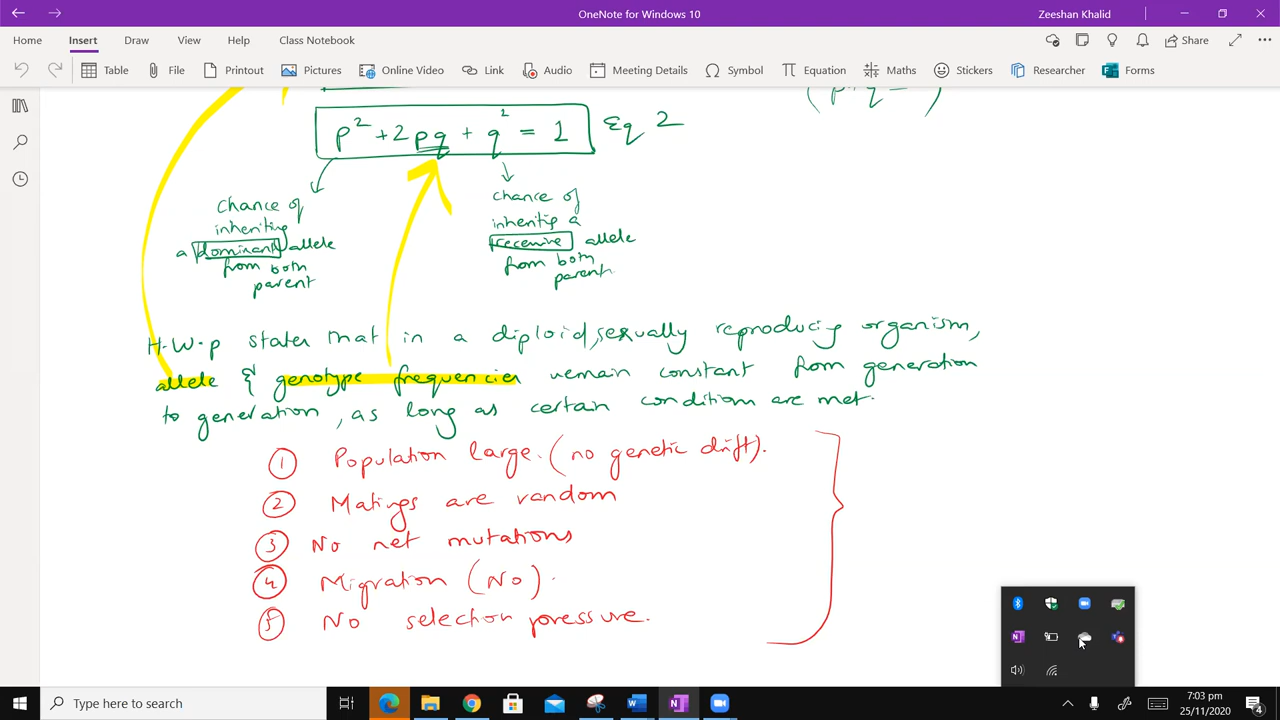 OneNote for Windows 10
Zeeshan Khalid
Home Insert Draw View Help Class Notebook
Share
Table File Printout Pictures Online Video Link Audio Meeting Details Symbol Equation Maths Stickers Researcher Forms
p² + 2pq + q² = 1 Eq 2
chance of
inheriting
a dominant allele
from both
parent
chance of
inheriting a
recessive allele
from both
parent
H.W.p states that in a diploid, sexually reproducing organism,
allele & genotype frequencies remain constant from generation
to generation, as long as certain condition are met.
① Population large. (no genetic drift).
② Matings are random
③ No net mutations
④ Migration (No).
⑤ No selection pressure.
Type here to search
7:03 pm
25/11/2020
4